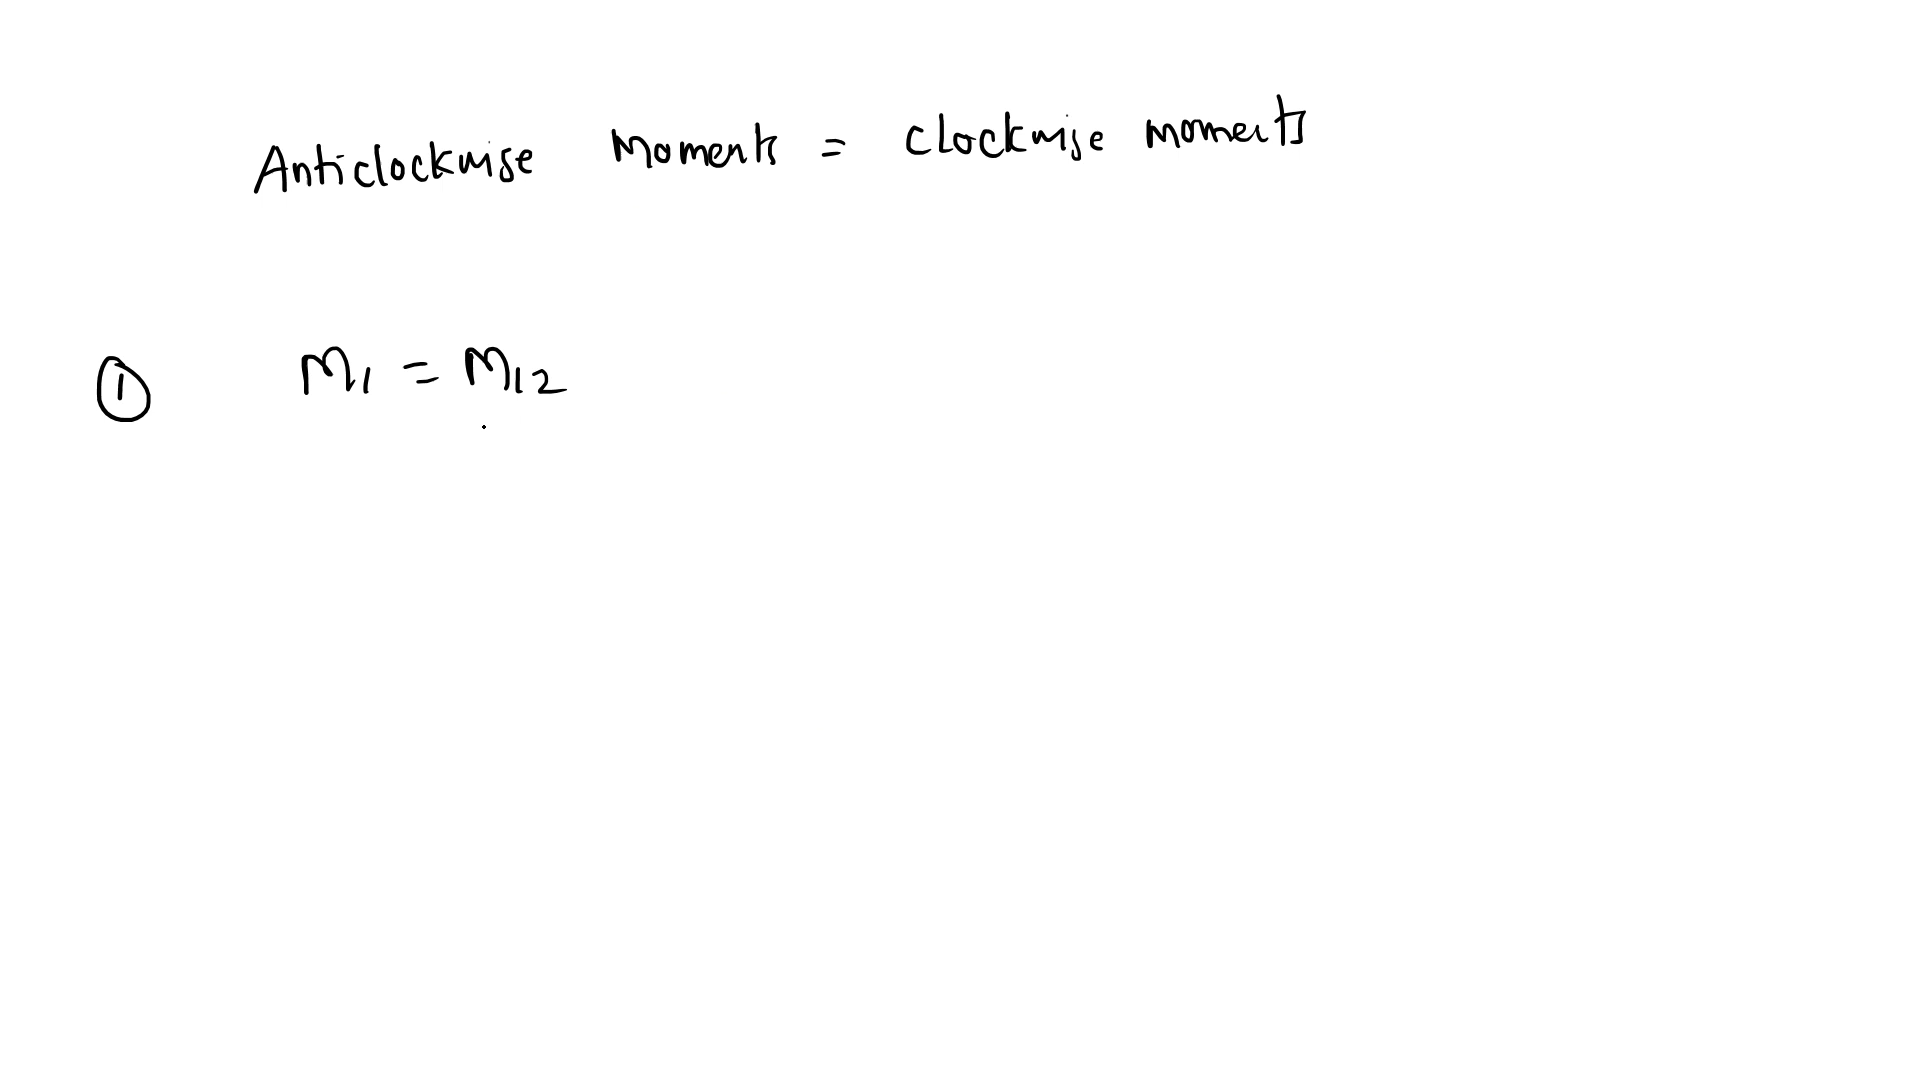 Anticlockwise Moments = clockwise moments
① M1 = M12